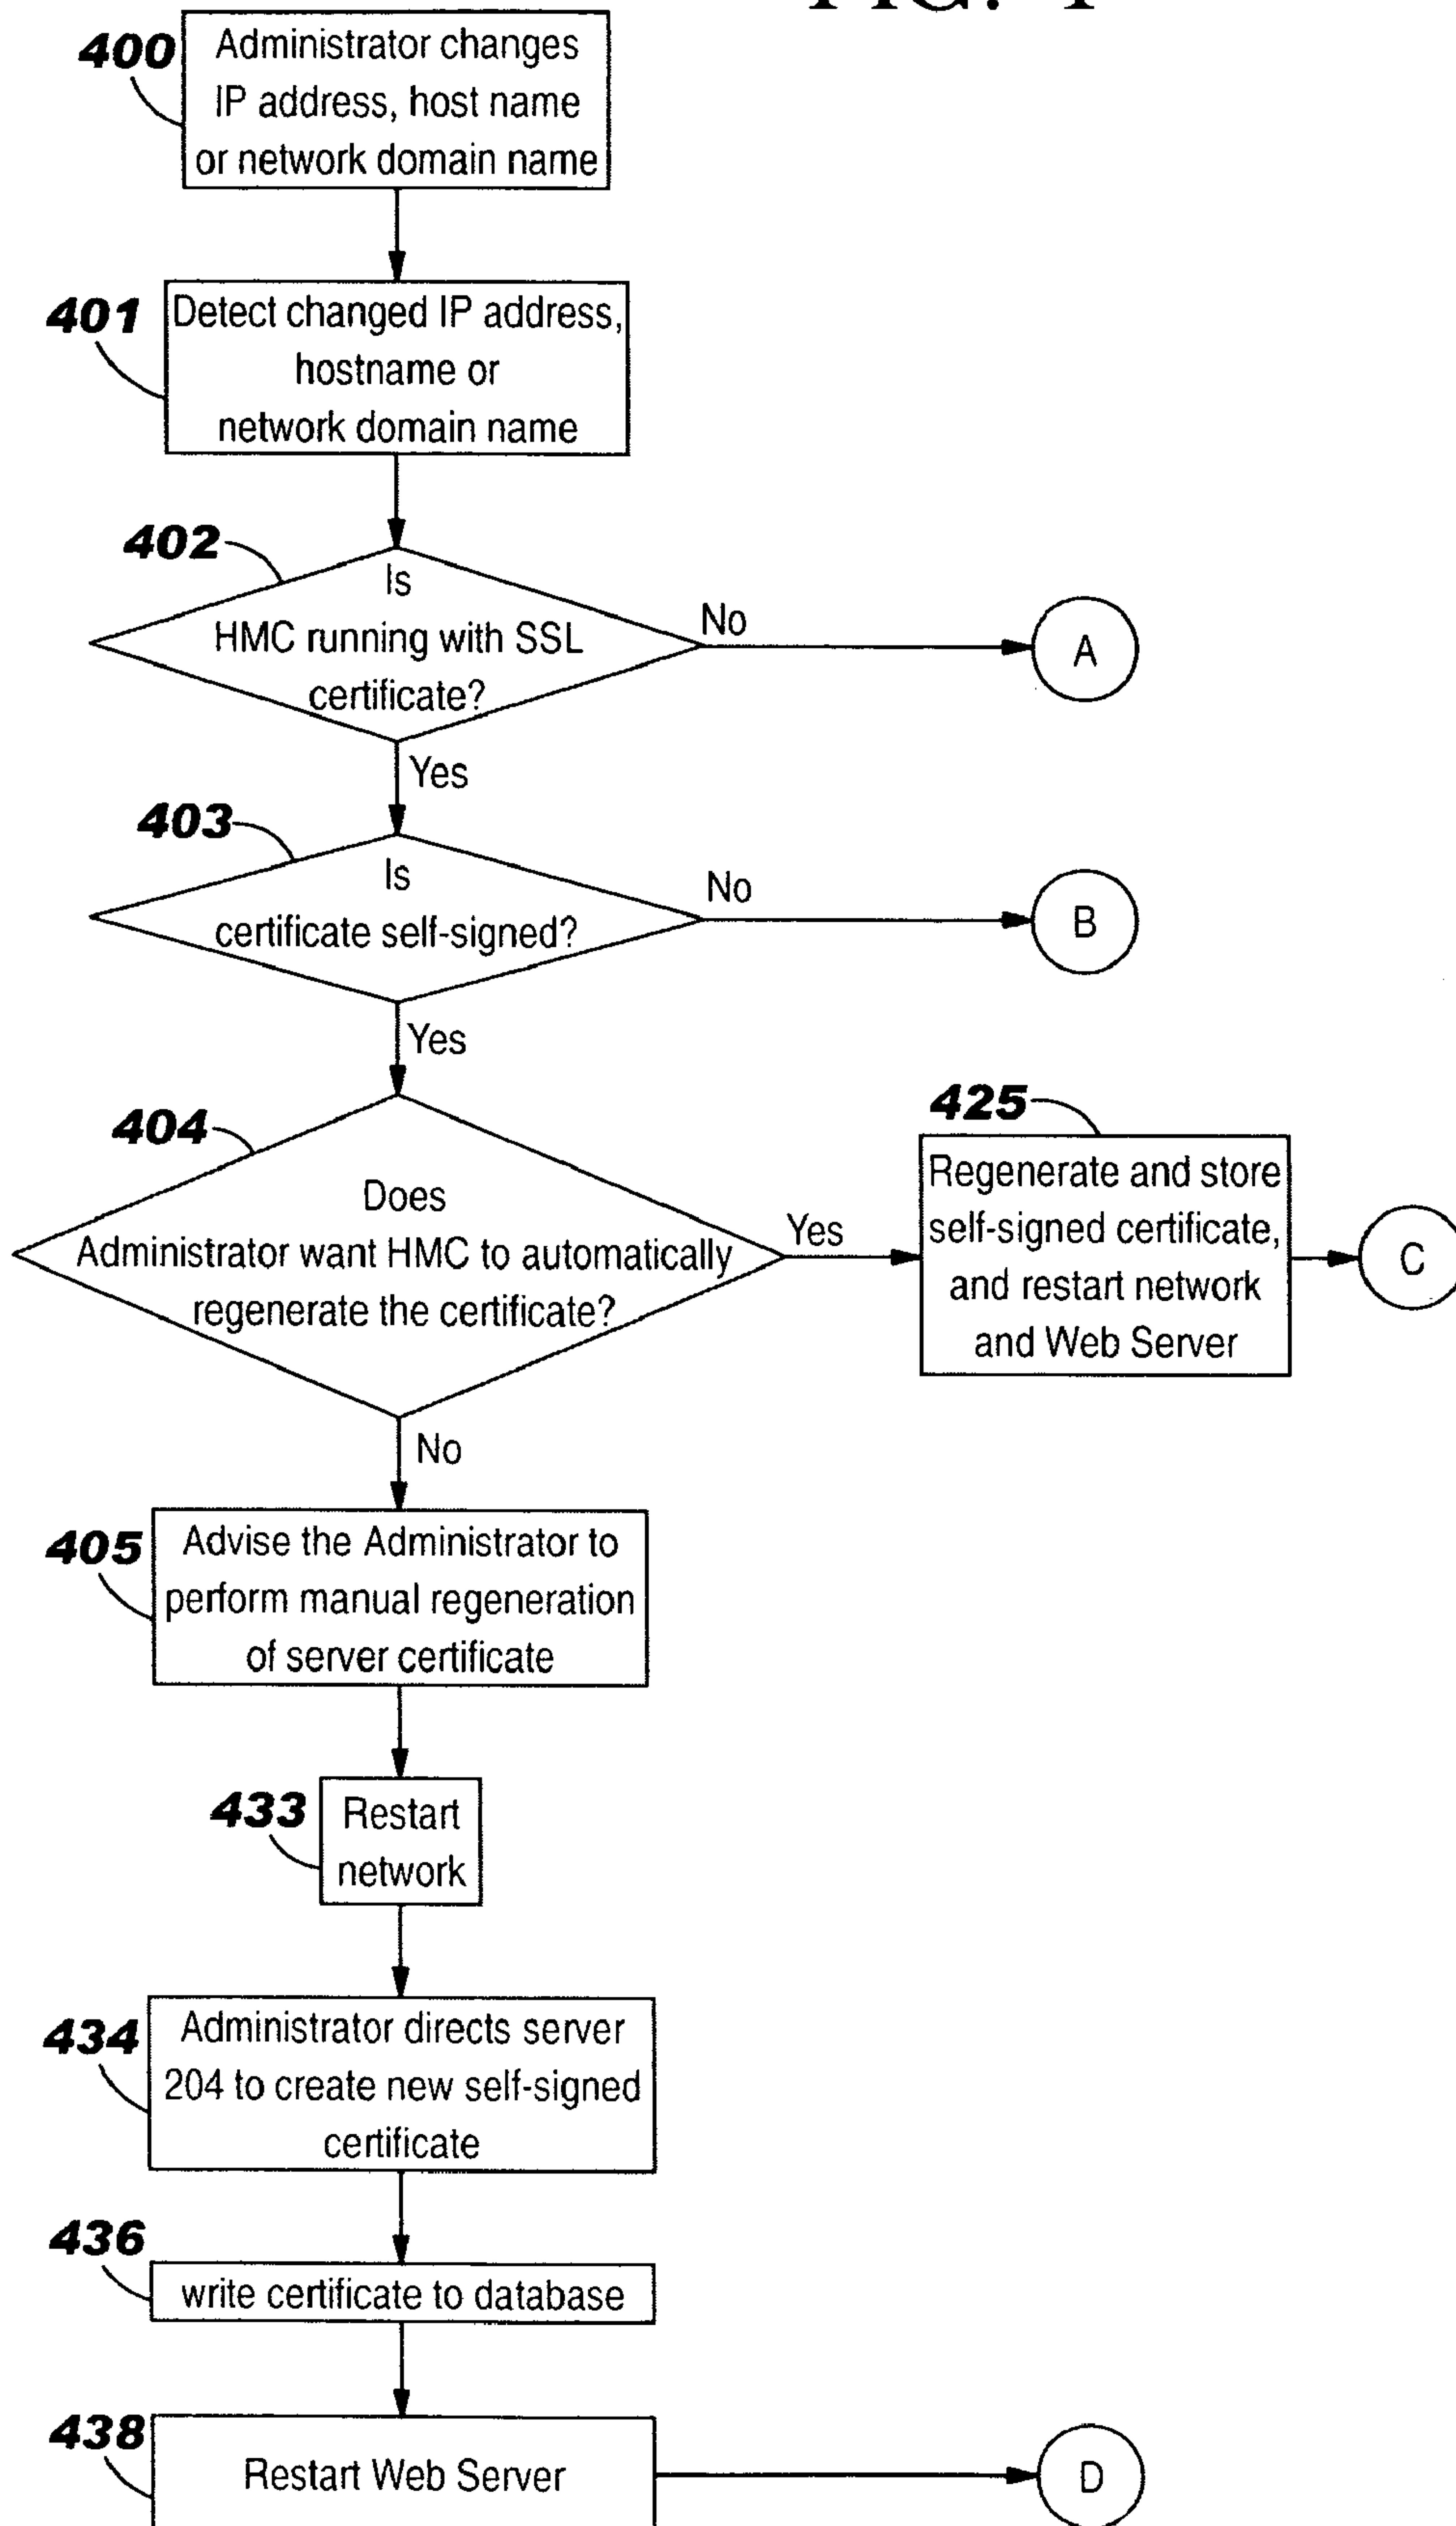 FIG. 4
400
Administrator changes
IP address, host name
or network domain name
401
Detect changed IP address,
hostname or
network domain name
402
Is
HMC running with SSL
certificate?
No
A
Yes
403
Is
certificate self-signed?
No
B
Yes
404
Does
Administrator want HMC to automatically
regenerate the certificate?
Yes
425
Regenerate and store
self-signed certificate,
and restart network
and Web Server
C
No
405
Advise the Administrator to
perform manual regeneration
of server certificate
433
Restart
network
434
Administrator directs server
204 to create new self-signed
certificate
436
write certificate to database
438
Restart Web Server
D